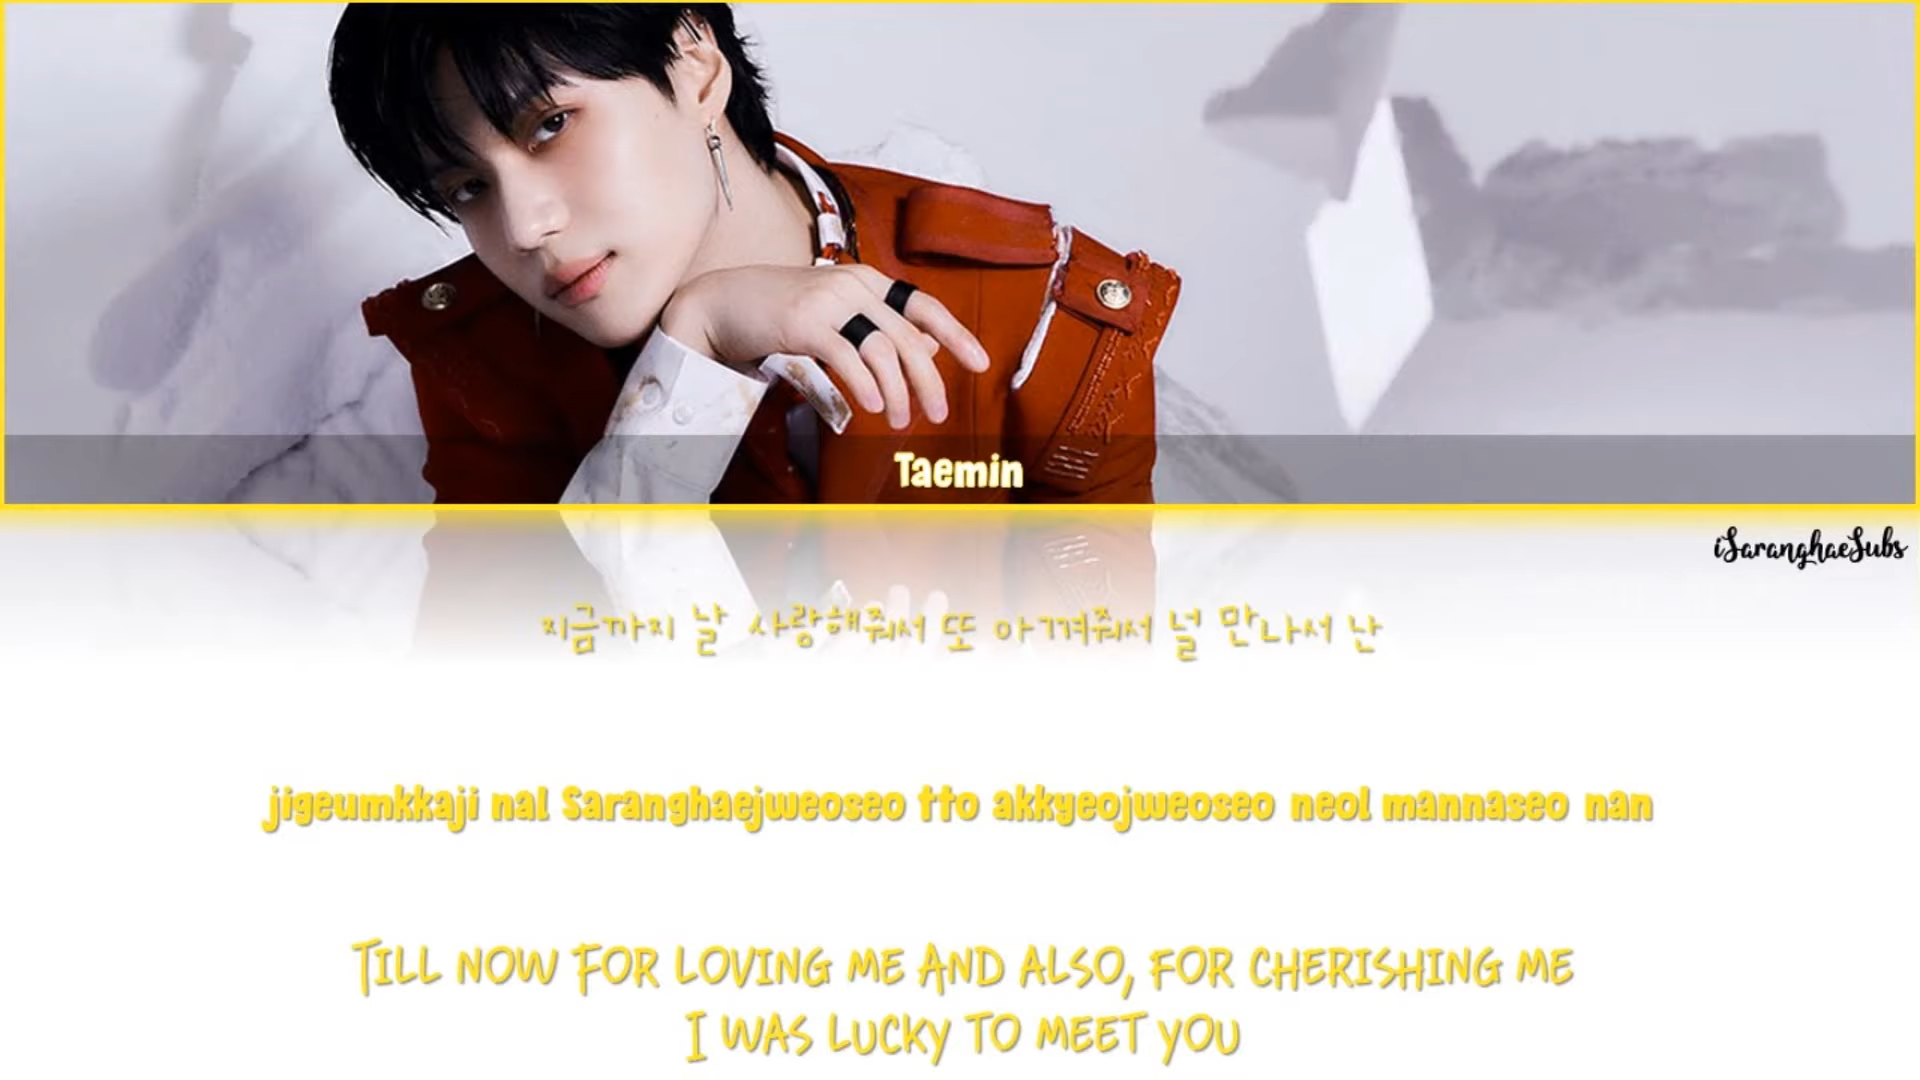 Taemin
iSaranghaeSubs
지금까지 날 사랑해줘서 또 아껴줘서 널 만나서 난
jigeumkkaji nal Saranghaejweoseo tto akkyeojweoseo neol mannaseo nan
TILL NOW FOR LOVING ME AND ALSO, FOR CHERISHING ME
I WAS LUCKY TO MEET YOU